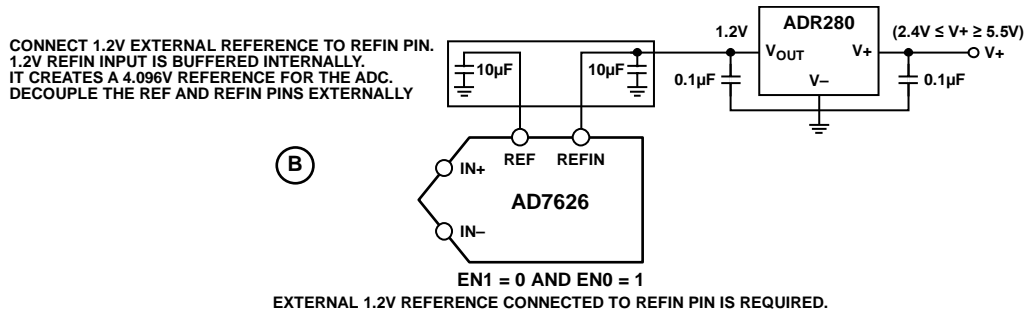 CONNECT 1.2V EXTERNAL REFERENCE TO REFIN PIN.
1.2V REFIN INPUT IS BUFFERED INTERNALLY.
IT CREATES A 4.096V REFERENCE FOR THE ADC.
DECOUPLE THE REF AND REFIN PINS EXTERNALLY
10µF
10µF
1.2V
ADR280
(2.4V ≤ V+ ≥ 5.5V)
VOUT
V+
V+
0.1µF
V–
0.1µF
B
REF
REFIN
IN+
AD7626
IN–
EN1 = 0 AND EN0 = 1
EXTERNAL 1.2V REFERENCE CONNECTED TO REFIN PIN IS REQUIRED.